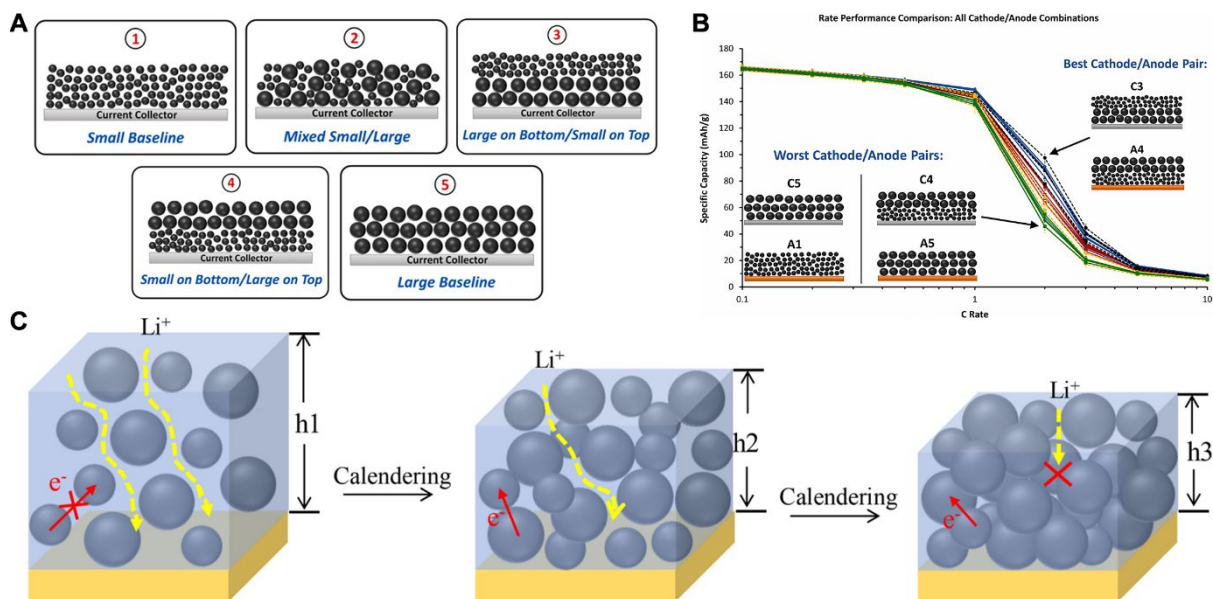 A
1
Current Collector
Small Baseline
2
Current Collector
Mixed Small/Large
3
Current Collector
Large on Bottom/Small on Top
4
Current Collector
Small on Bottom/Large on Top
5
Current Collector
Large Baseline
B
Rate Performance Comparison: All Cathode/Anode Combinations
Specific Capacity (mAh/g)
180
160
140
120
100
80
60
40
20
0
0.1
1
10
C Rate
Best Cathode/Anode Pair:
C3
A4
Worst Cathode/Anode Pairs:
C5
A1
C4
A5
C
Li+
e-
h1
Calendering
Li+
e-
h2
Calendering
Li+
e-
h3